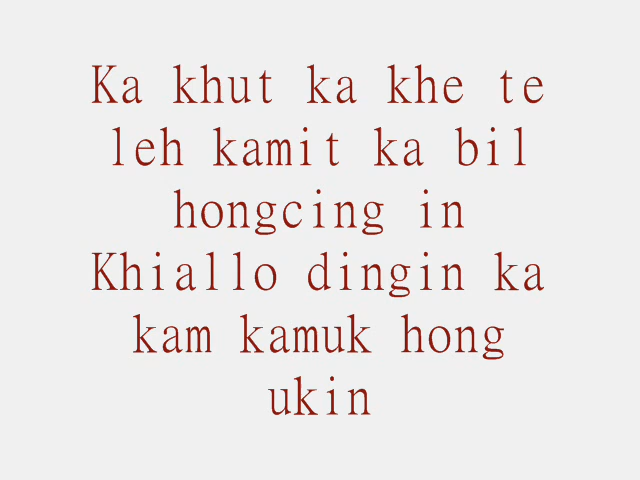 Ka khut ka khe te
leh kamit ka bil
hongcing in
Khiallo dingin ka
kam kamuk hong
ukin